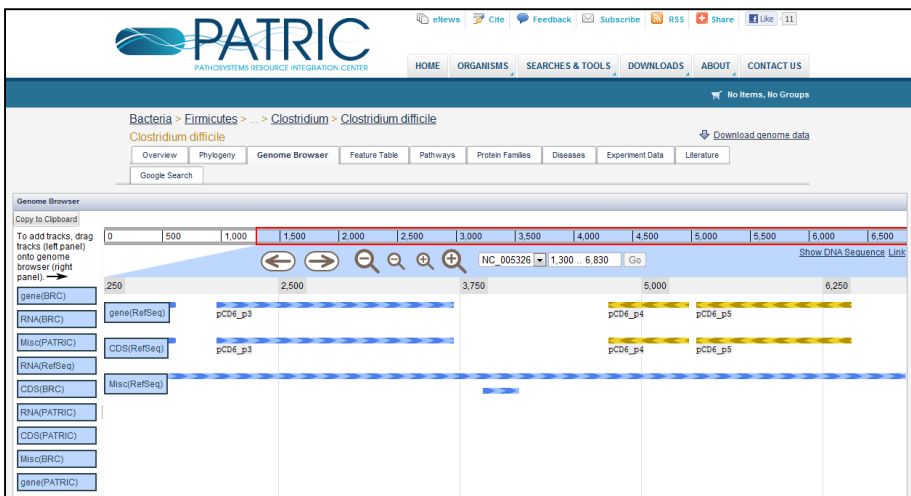 eNews Cite Feedback Subscribe RSS Share Like 11
PATRIC
PATHOSYSTEMS RESOURCE INTEGRATION CENTER
HOME ORGANISMS SEARCHES & TOOLS DOWNLOADS ABOUT CONTACT US
No Items, No Groups
Bacteria > Firmicutes > ... > Clostridium > Clostridium difficile
Clostridium difficile
Download genome data
Overview Phylogeny Genome Browser Feature Table Pathways Protein Families Diseases Experiment Data Literature
Google Search
Genome Browser
Copy to Clipboard
To add tracks, drag
tracks (left panel)
onto genome
browser (right
panel).
0 500 1,000 1,500 2,000 2,500 3,000 3,500 4,000 4,500 5,000 5,500 6,000 6,500
NC_005326 1,300 .. 6,830 Go
Show DNA Sequence Link
,250 2,500 3,750 5,000 6,250
gene(BRC)
RNA(BRC)
Misc(PATRIC)
RNA(RefSeq)
CDS(BRC)
RNA(PATRIC)
CDS(PATRIC)
Misc(BRC)
gene(PATRIC)
gene(RefSeq)
pCD6_p3 pCD6_p4 pCD6_p5
CDS(RefSeq)
pCD6_p3 pCD6_p4 pCD6_p5
Misc(RefSeq)